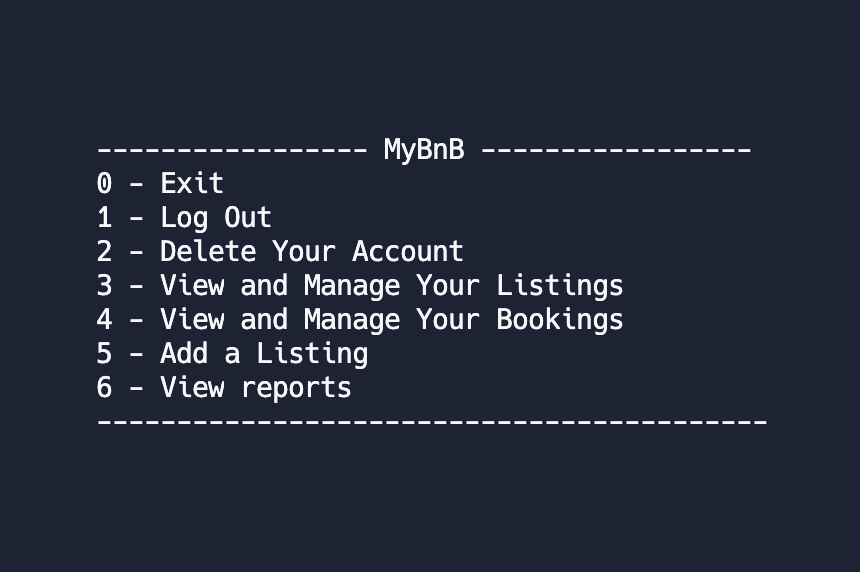 ----------------- MyBnB -----------------
0 - Exit
1 - Log Out
2 - Delete Your Account
3 - View and Manage Your Listings
4 - View and Manage Your Bookings
5 - Add a Listing
6 - View reports
------------------------------------------